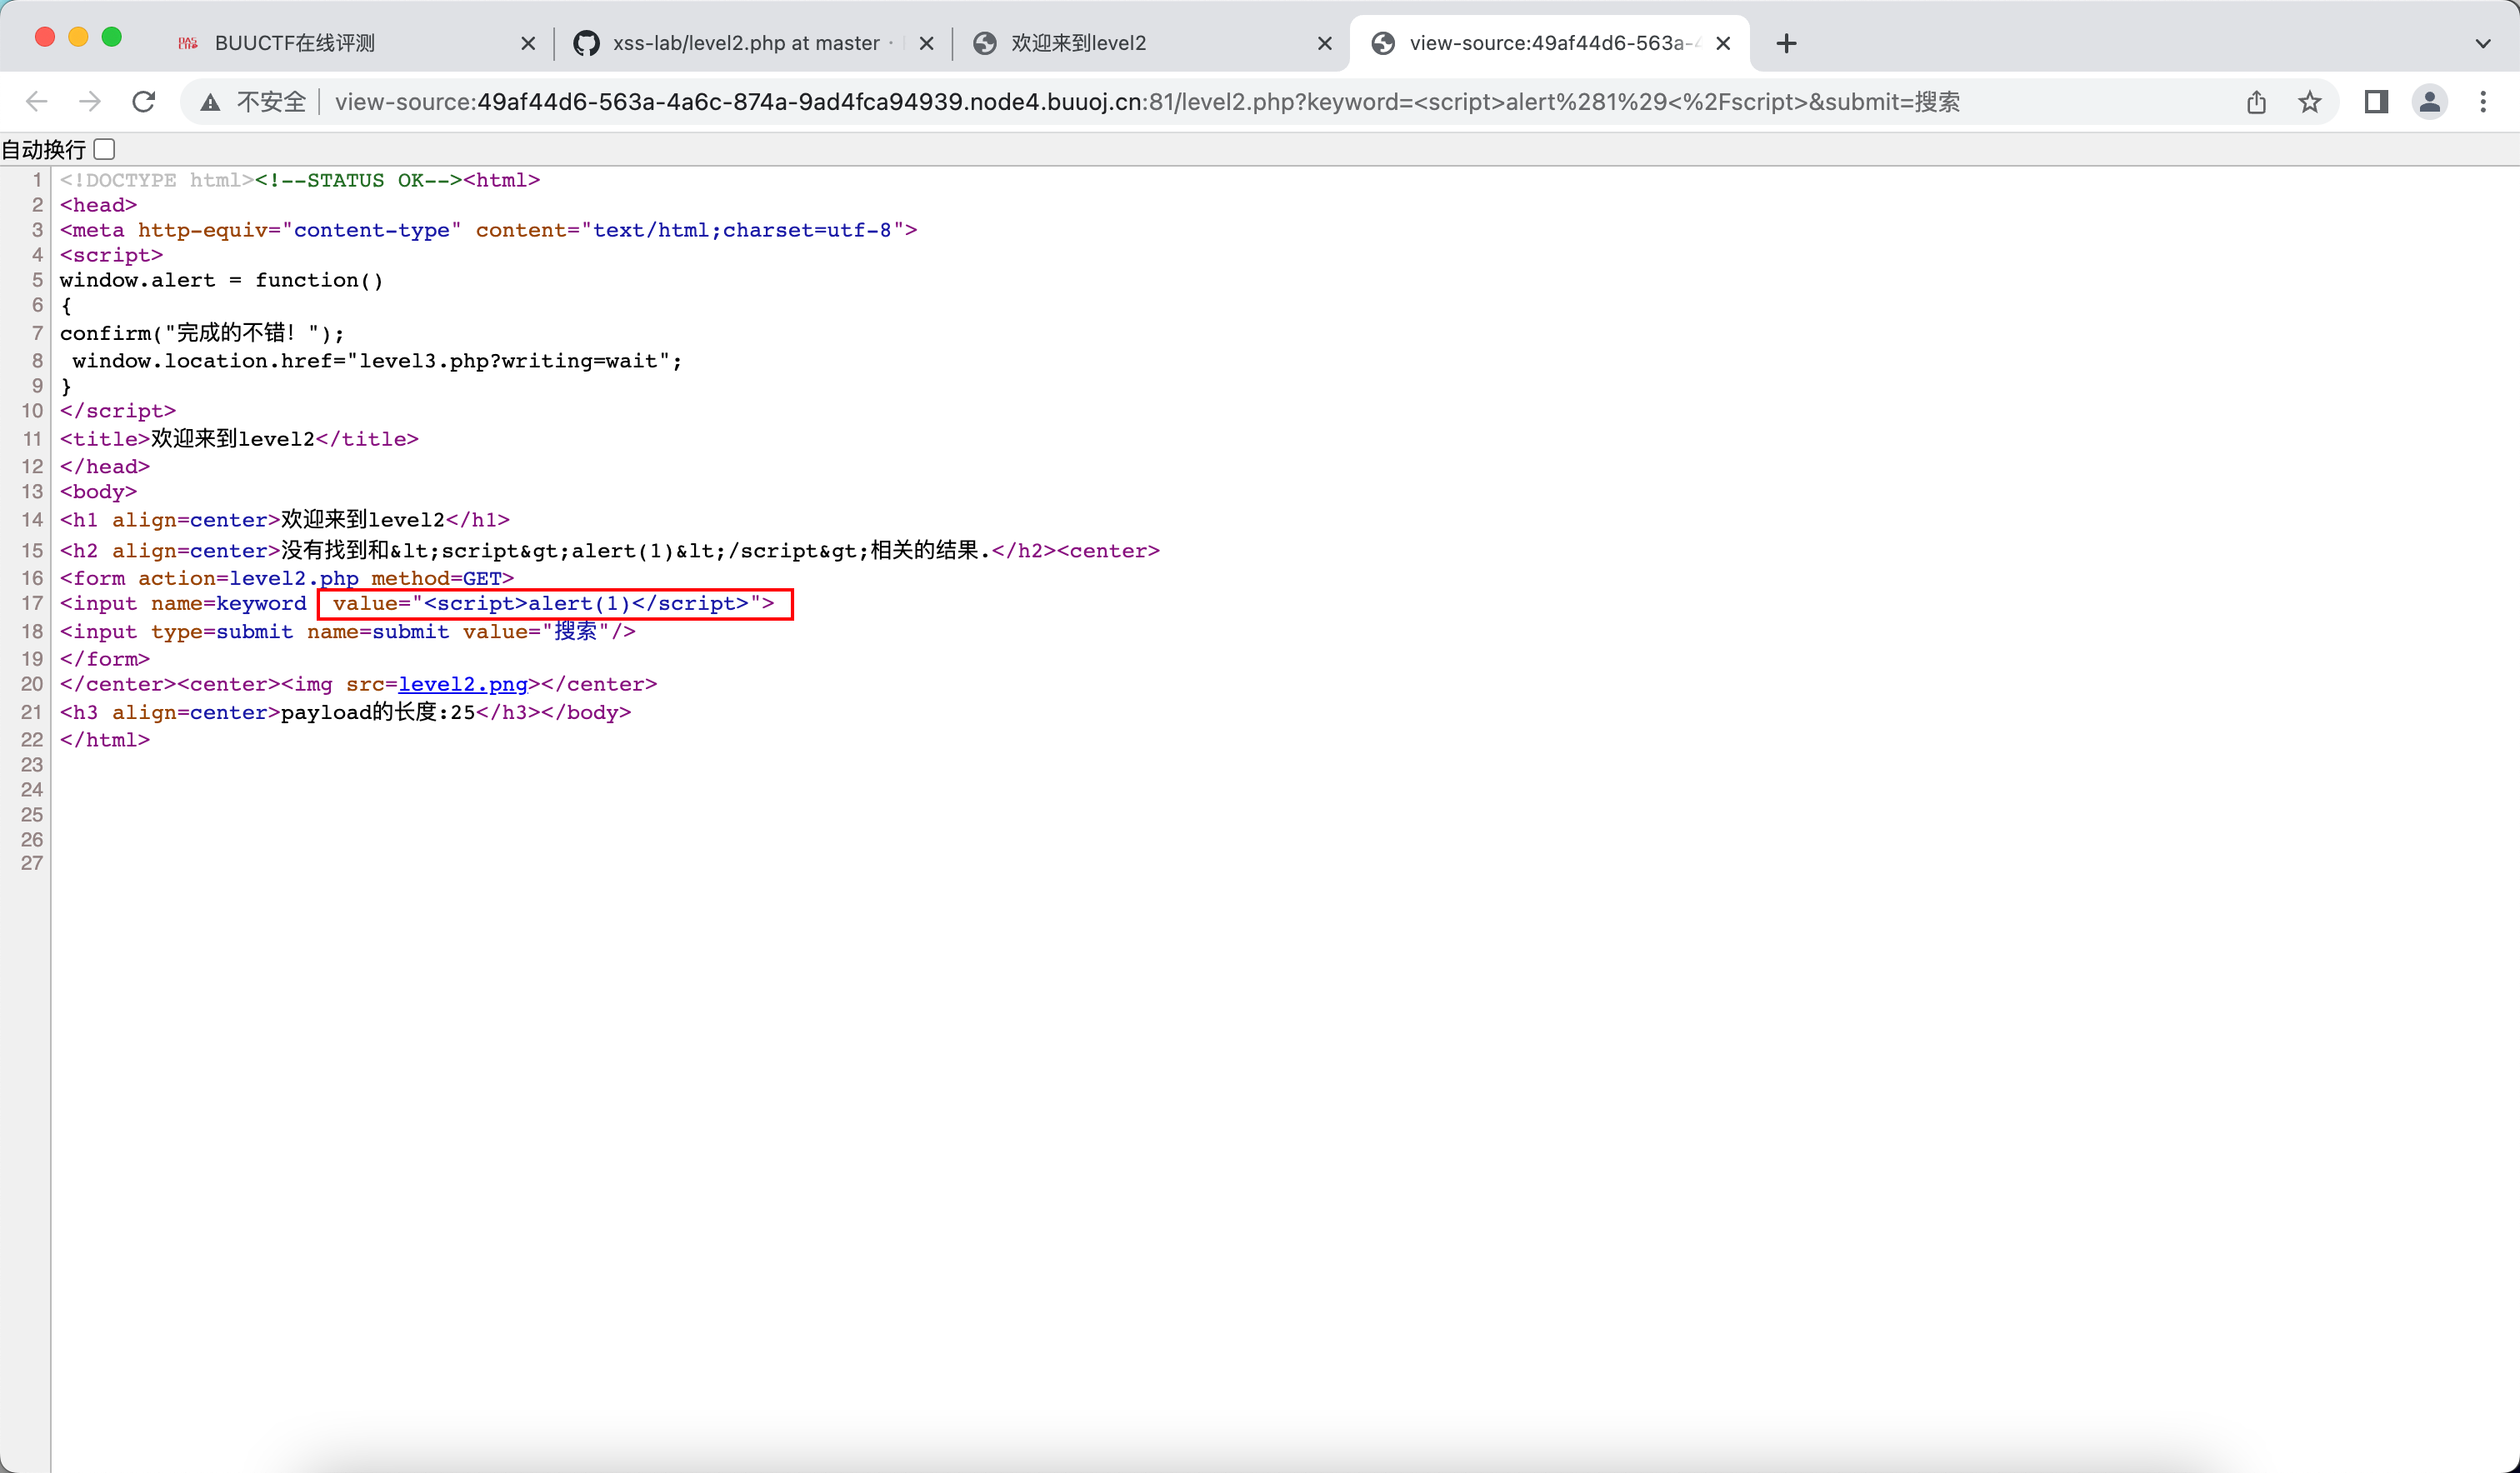 BUUCTF在线评测
xss-lab/level2.php at master ·
欢迎来到level2
view-source:49af44d6-563a-
不安全 view-source:49af44d6-563a-4a6c-874a-9ad4fca94939.node4.buuoj.cn:81/level2.php?keyword=<script>alert%281%29<%2Fscript>&submit=搜索
自动换行
1 <!DOCTYPE html><!--STATUS OK--><html>
2 <head>
3 <meta http-equiv="content-type" content="text/html;charset=utf-8">
4 <script>
5 window.alert = function()
6 {
7 confirm("完成的不错！");
8  window.location.href="level3.php?writing=wait";
9 }
10 </script>
11 <title>欢迎来到level2</title>
12 </head>
13 <body>
14 <h1 align=center>欢迎来到level2</h1>
15 <h2 align=center>没有找到和&lt;script&gt;alert(1)&lt;/script&gt;相关的结果.</h2><center>
16 <form action=level2.php method=GET>
17 <input name=keyword  value="<script>alert(1)</script>">
18 <input type=submit name=submit value="搜索"/>
19 </form>
20 </center><center><img src=level2.png></center>
21 <h3 align=center>payload的长度:25</h3></body>
22 </html>
23
24
25
26
27